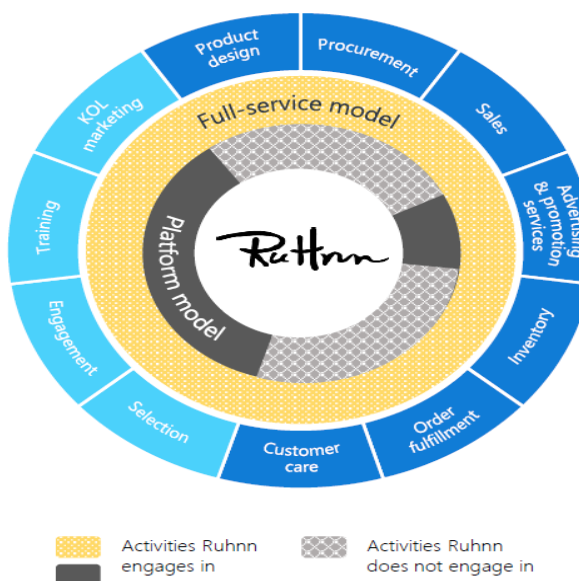 Product
design
Procurement
Sales
Advertising
& promotion
services
Inventory
Order
fulfillment
Customer
care
Selection
Engagement
Training
KOL
marketing
Full-service model
Platform model
RuHnn
Activities Ruhnn
engages in
Activities Ruhnn
does not engage in